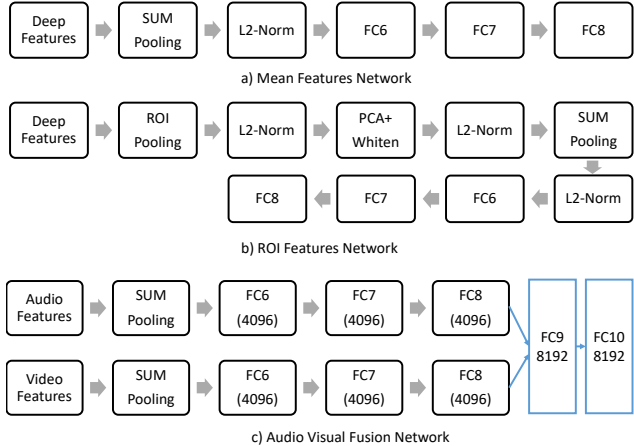 Deep
Features
SUM
Pooling
L2-Norm
FC6
FC7
FC8
a) Mean Features Network
Deep
Features
ROI
Pooling
L2-Norm
PCA+
Whiten
L2-Norm
SUM
Pooling
FC8
FC7
FC6
L2-Norm
b) ROI Features Network
Audio
Features
SUM
Pooling
FC6
(4096)
FC7
(4096)
FC8
(4096)
FC9
8192
FC10
8192
Video
Features
SUM
Pooling
FC6
(4096)
FC7
(4096)
FC8
(4096)
c) Audio Visual Fusion Network